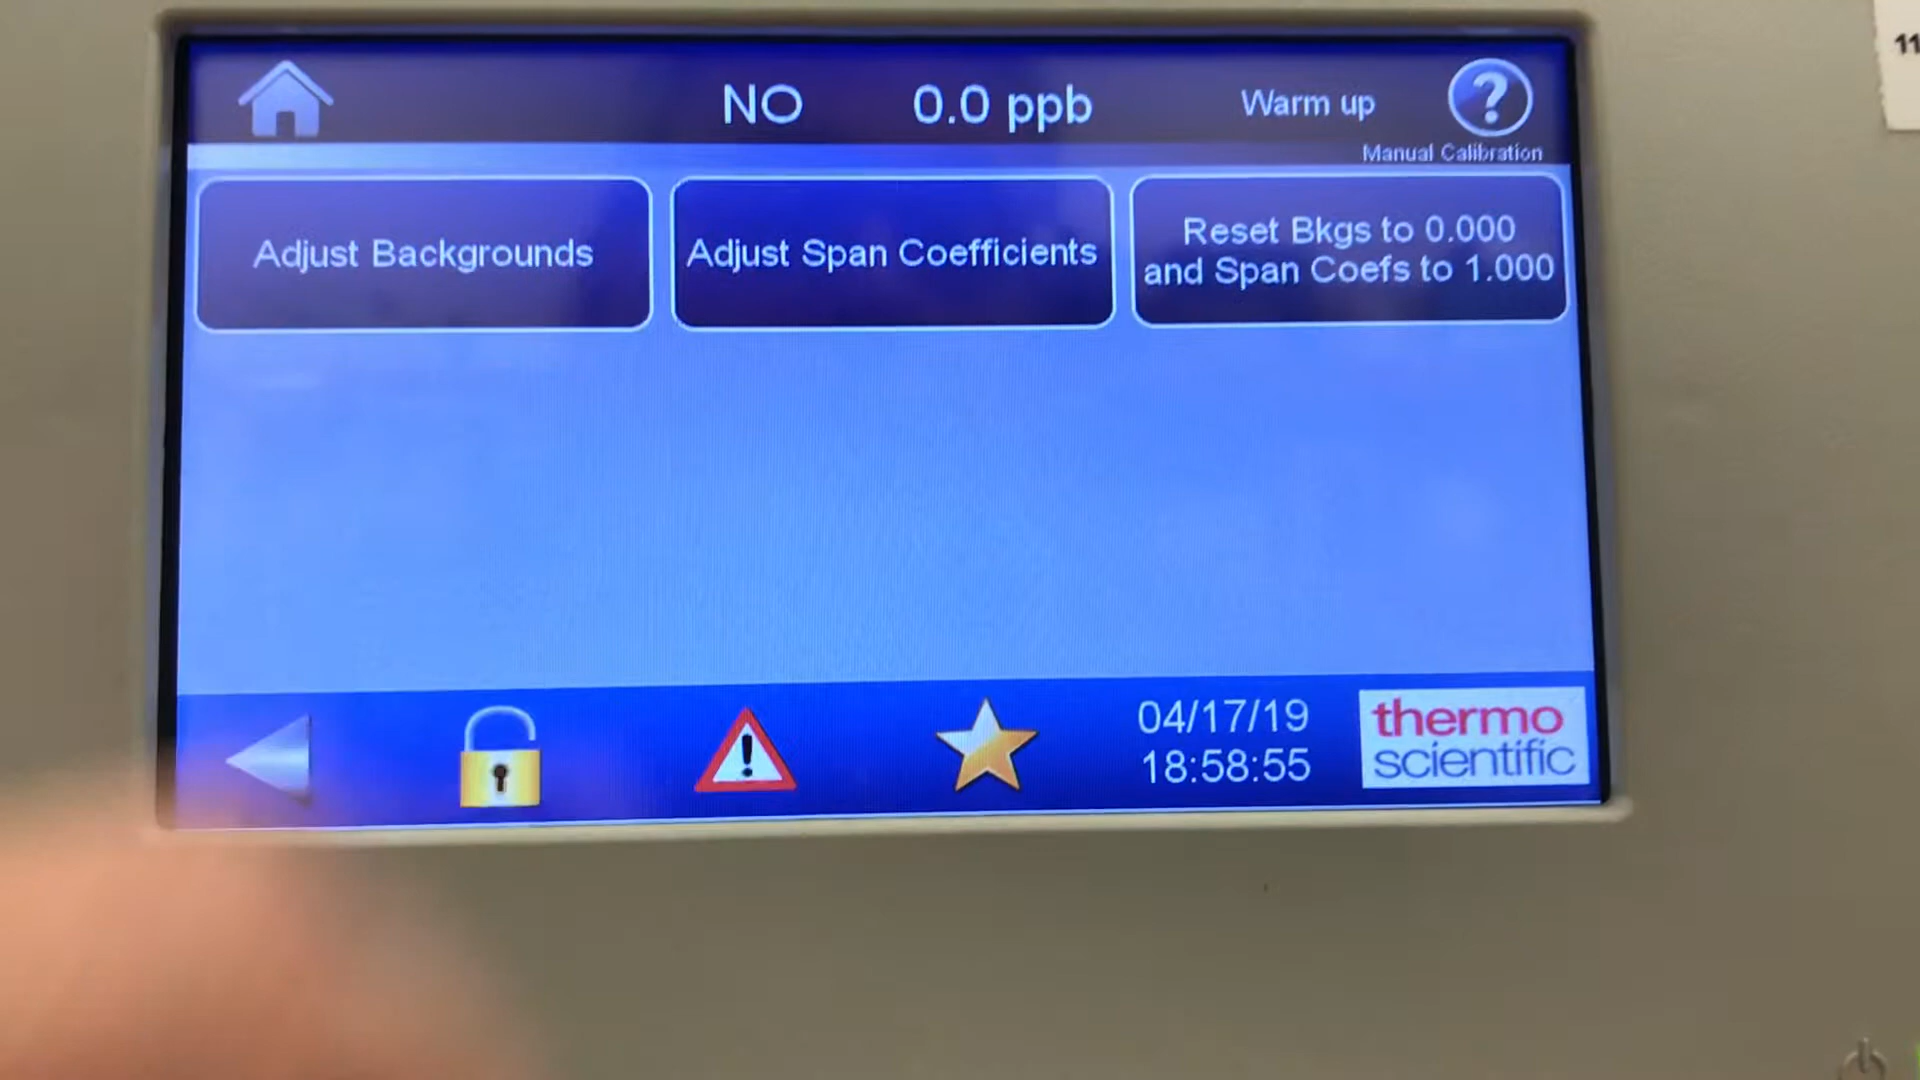 NO 0.0 ppb Warm up ?
Manual Calibration
Adjust Backgrounds
Adjust Span Coefficients
Reset Bkgs to 0.000
and Span Coefs to 1.000
04/17/19
18:58:55
thermo
scientific
11